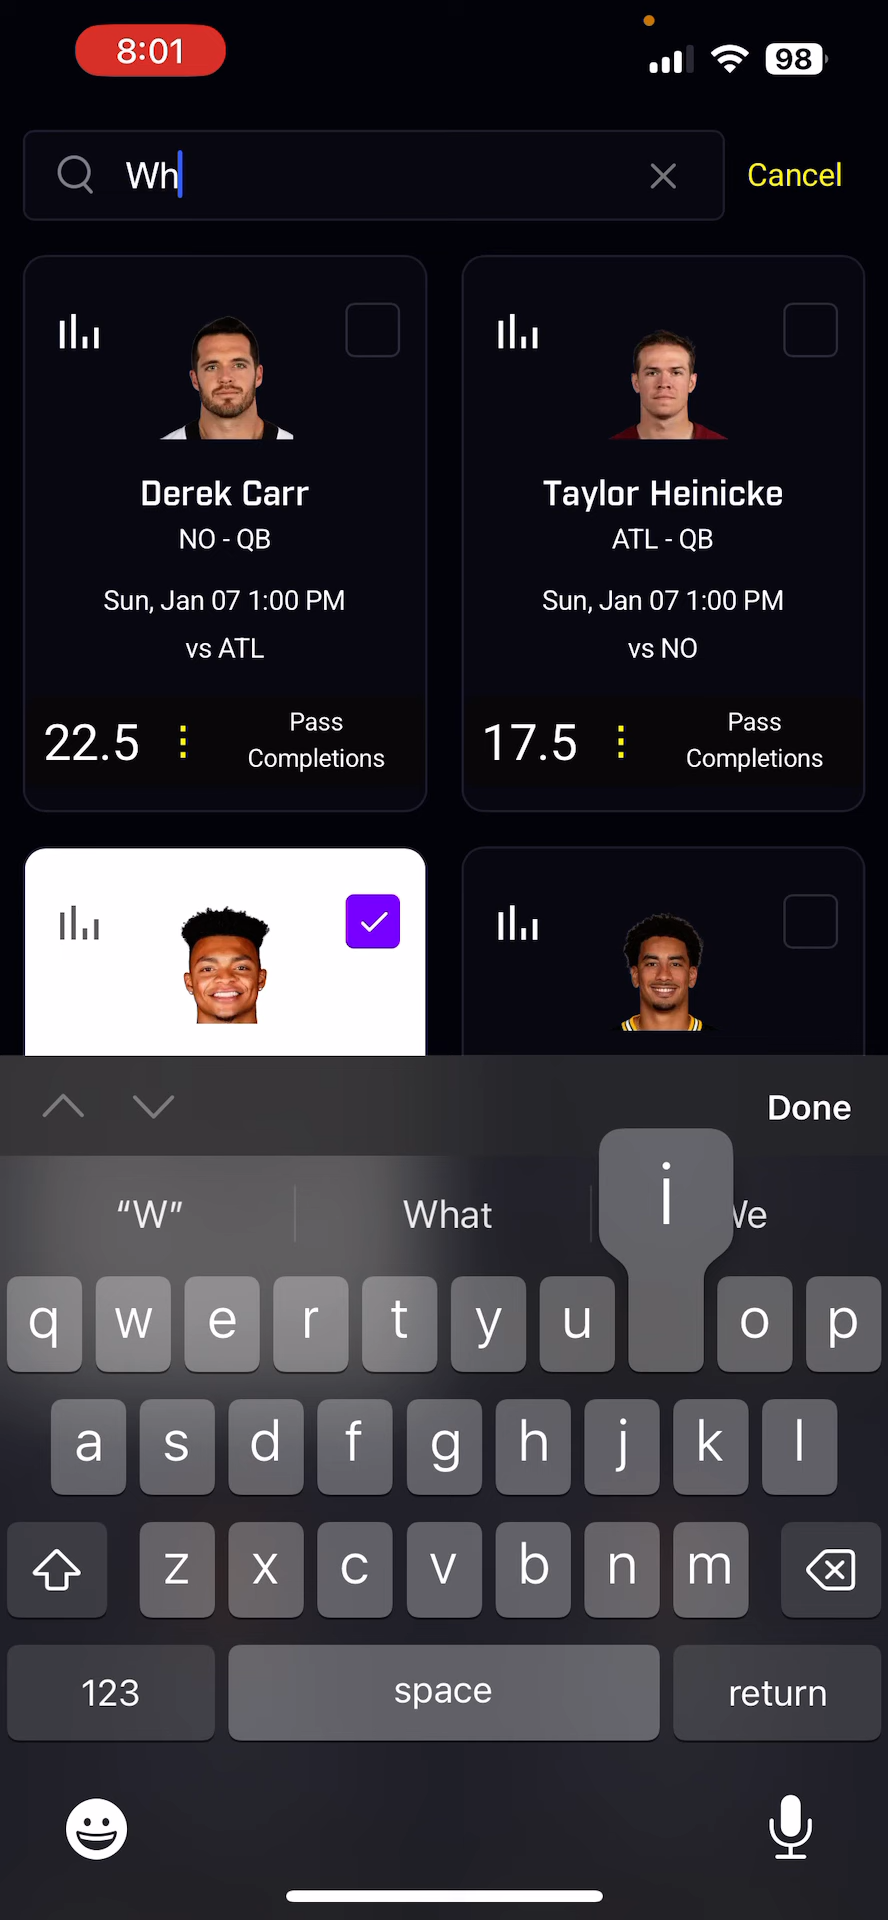 8:01
98
Wh
Cancel
Derek Carr
NO - QB
Sun, Jan 07 1:00 PM
vs ATL
22.5
Pass
Completions
Taylor Heinicke
ATL - QB
Sun, Jan 07 1:00 PM
vs NO
17.5
Pass
Completions
Done
“W” What We
i
q w e r t y u o p
a s d f g h j k l
z x c v b n m
123 space return